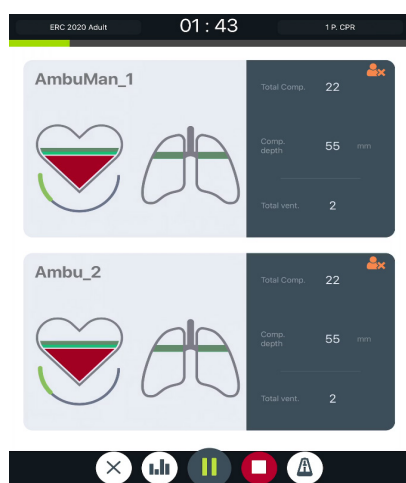 ERC 2020 Adult
01:43
1 P. CPR
AmbuMan_1
Total Comp. 22
Comp. depth 55 mm
Total vent. 2
Ambu_2
Total Comp. 22
Comp. depth 55 mm
Total vent. 2